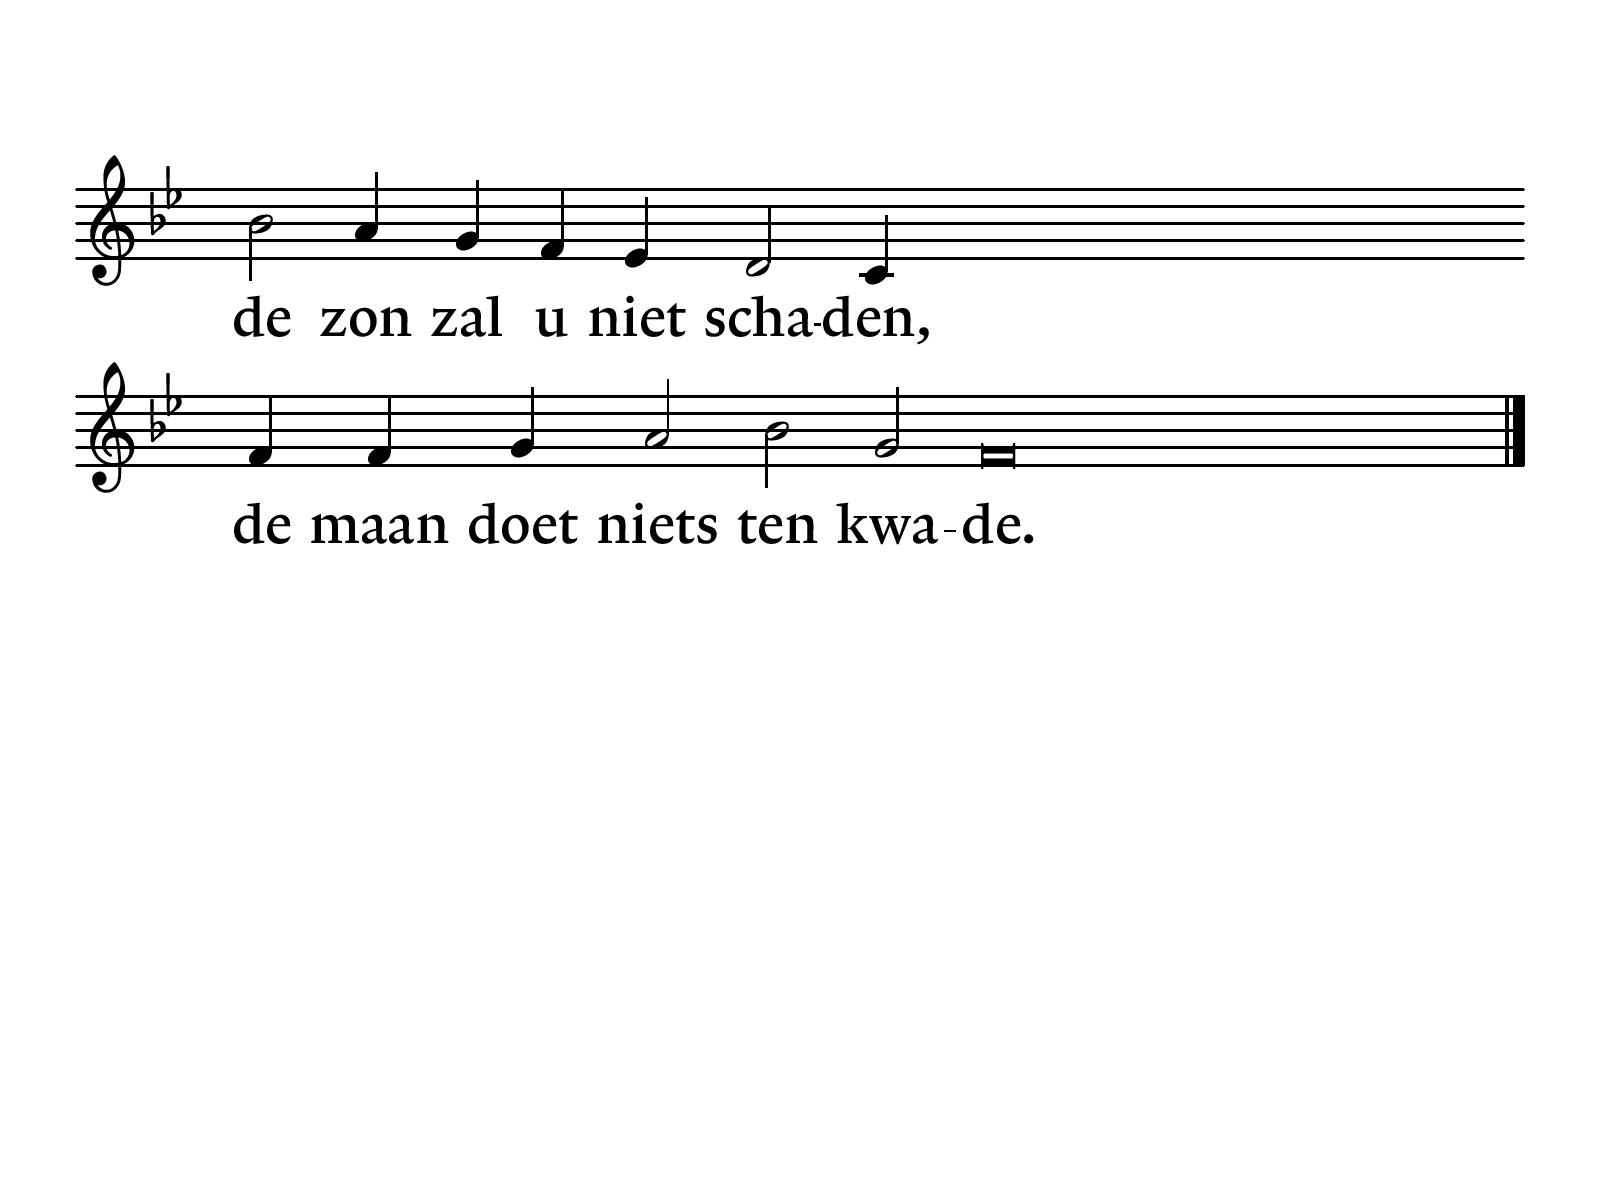 de zon zal u niet scha-den,
de maan doet niets ten kwa-de.